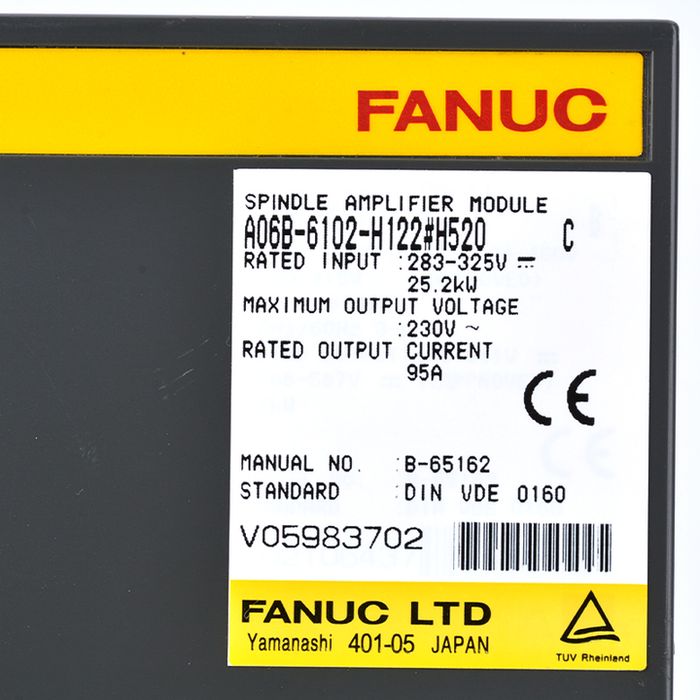 FANUC
SPINDLE AMPLIFIER MODULE
A06B-6102-H122#H520 C
RATED INPUT :283-325V ⎓
25.2kW
MAXIMUM OUTPUT VOLTAGE
:230V ~
RATED OUTPUT CURRENT
95A
CE
MANUAL NO. :B-65162
STANDARD :DIN VDE 0160
V05983702
FANUC LTD
Yamanashi 401-05 JAPAN
TUV Rheinland